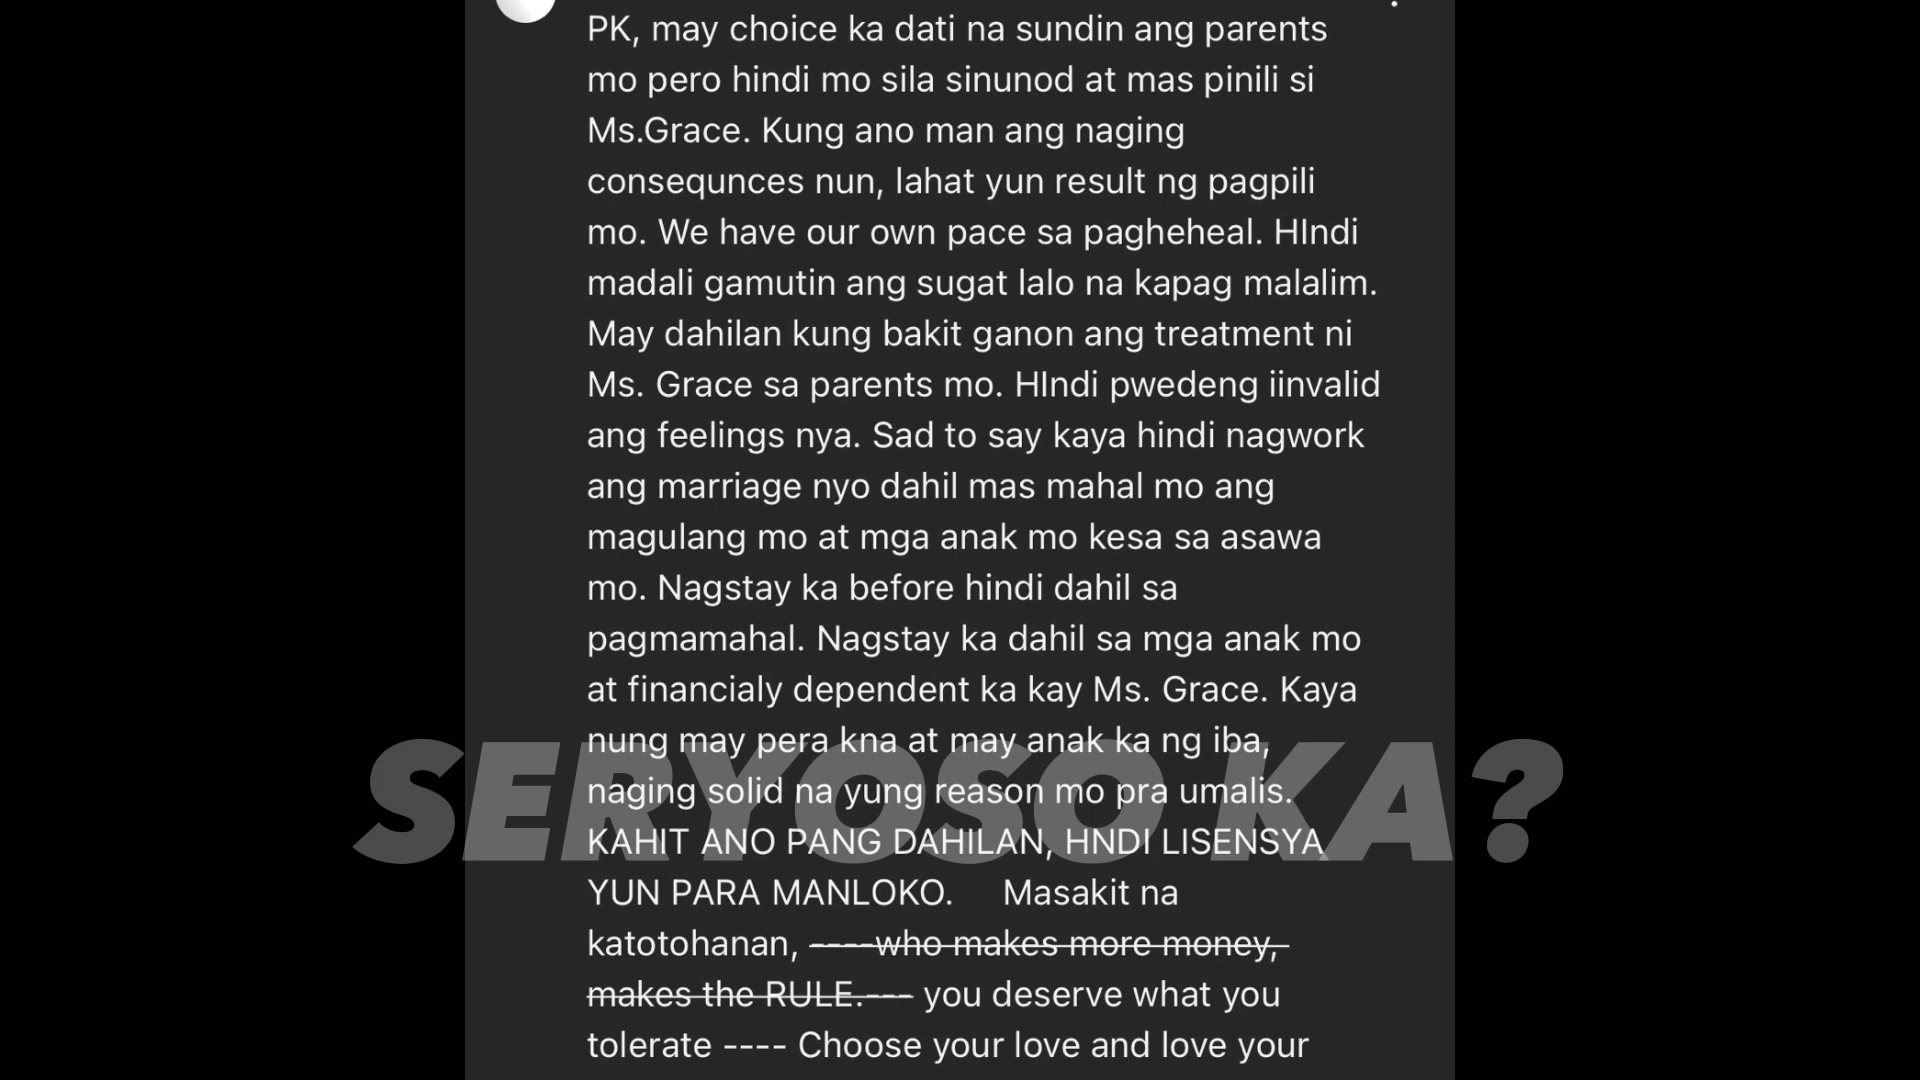 PK, may choice ka dati na sundin ang parents
mo pero hindi mo sila sinunod at mas pinili si
Ms.Grace. Kung ano man ang naging
consequnces nun, lahat yun result ng pagpili
mo. We have our own pace sa pagheheal. HIndi
madali gamutin ang sugat lalo na kapag malalim.
May dahilan kung bakit ganon ang treatment ni
Ms. Grace sa parents mo. HIndi pwedeng iinvalid
ang feelings nya. Sad to say kaya hindi nagwork
ang marriage nyo dahil mas mahal mo ang
magulang mo at mga anak mo kesa sa asawa
mo. Nagstay ka before hindi dahil sa
pagmamahal. Nagstay ka dahil sa mga anak mo
at financialy dependent ka kay Ms. Grace. Kaya
nung may pera kna at may anak ka ng iba,
naging solid na yung reason mo pra umalis.
SERYOSO KA?
KAHIT ANO PANG DAHILAN, HNDI LISENSYA
YUN PARA MANLOKO. Masakit na
katotohanan, ----who makes more money,
makes the RULE.--- you deserve what you
tolerate ---- Choose your love and love your